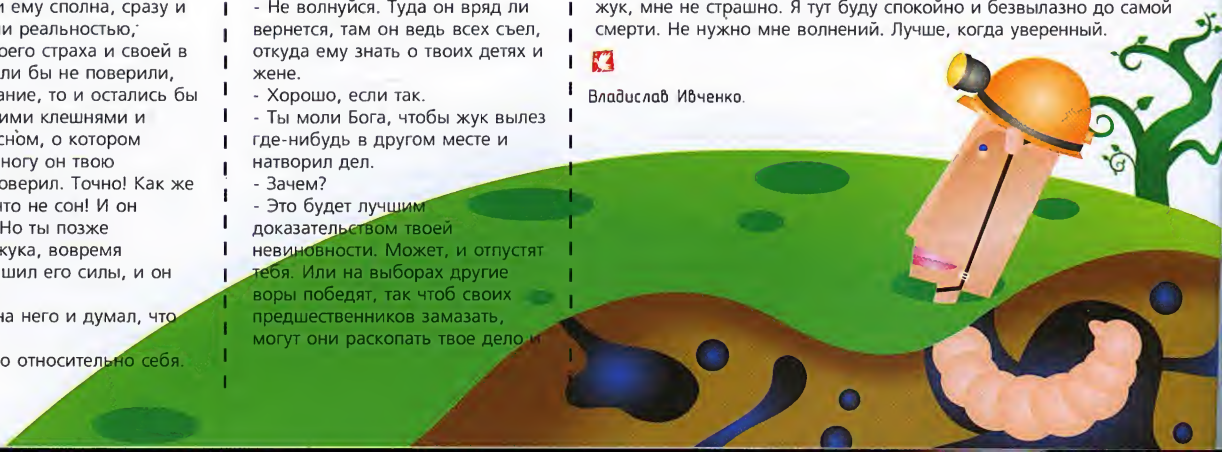 и ему сполна, сразу и
ии реальностью,
оего страха и своей в
ли бы не поверили,
ание, то и остались бы
ими клешнями и
сном, о котором
ногу он твою
оверил. Точно! Как же
что не сон! И он
Но ты позже
жука, вовремя
шил его силы, и он
на него и думал, что
о относительно себя.
- Не волнуйся. Туда он вряд ли
вернется, там он ведь всех съел,
откуда ему знать о твоих детях и
жене.
- Хорошо, если так.
- Ты моли Бога, чтобы жук вылез
где-нибудь в другом месте и
натворил дел.
- Зачем?
- Это будет лучшим
доказательством твоей
невиновности. Может, и отпустят
тебя. Или на выборах другие
воры победят, так чтоб своих
предшественников замазать,
могут они раскопать твое дело и
жук, мне не страшно. Я тут буду спокойно и безвылазно до самой
смерти. Не нужно мне волнений. Лучше, когда уверенный.
Владислав Ивченко.